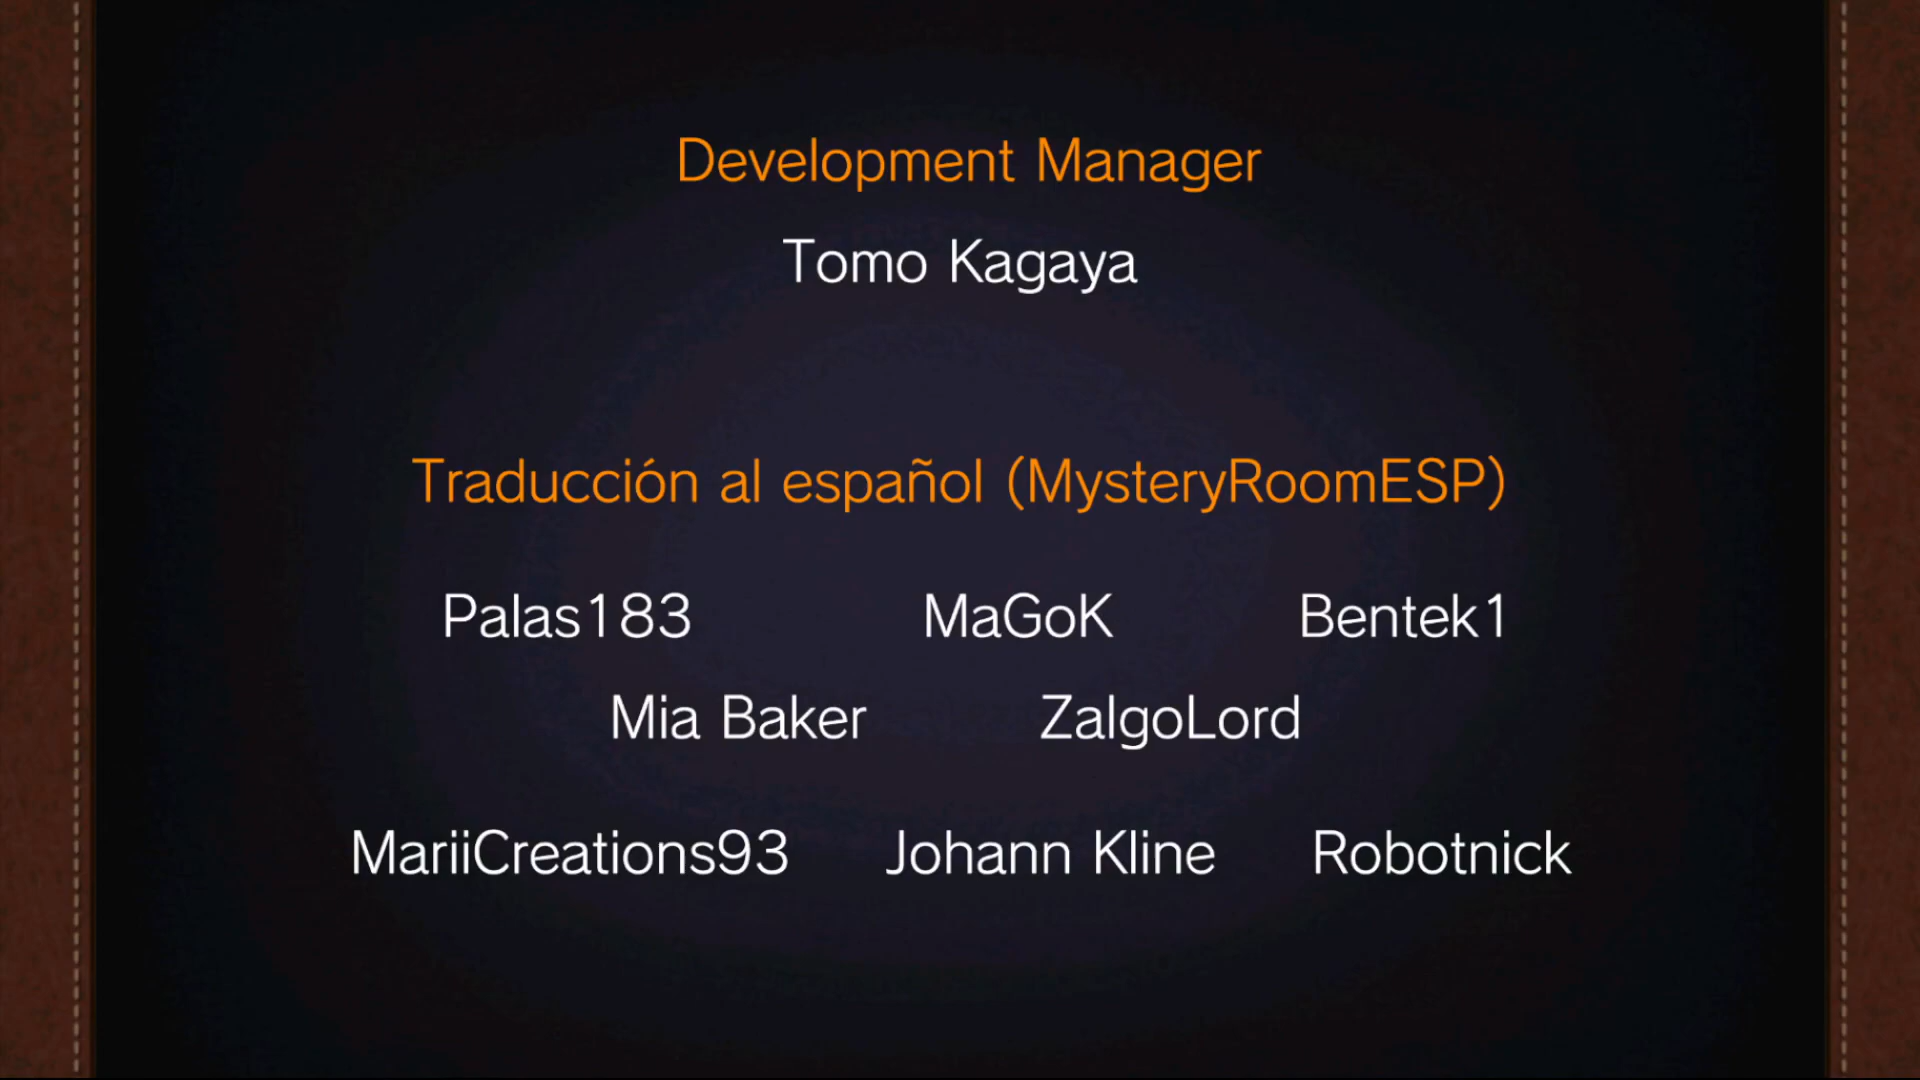 Development Manager
Tomo Kagaya
Traducción al español (MysteryRoomESP)
Palas183 MaGoK Bentek1
Mia Baker ZalgoLord
MariiCreations93 Johann Kline Robotnick